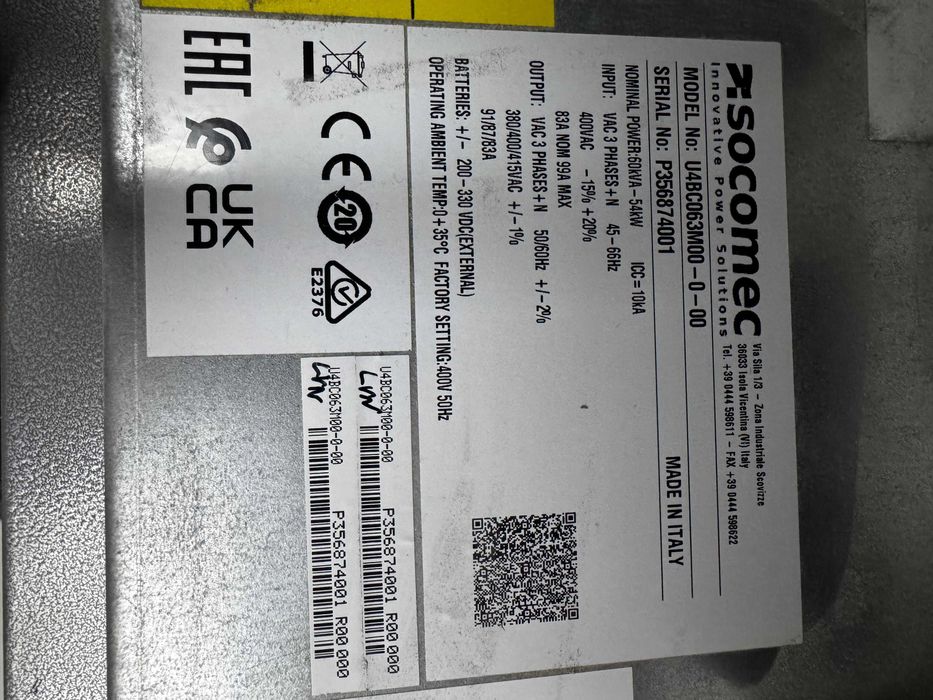 socomec
Innovative Power Solutions
Via Sila 1/3 - Zona Industriale Scovizze
36033 Isola Vicentina (VI) Italy
Tel. +39 0444 598611 - FAX +39 0444 598622
MODEL No: U4BC063M00-0-00
SERIAL No: P356874001 MADE IN ITALY
NOMINAL POWER:60kVA-54kW ICC=10kA
INPUT: VAC 3 PHASES+N 45-66Hz
400VAC -15% +20%
83A NOM 99A MAX
OUTPUT: VAC 3 PHASES+N 50/60Hz +/-2%
380/400/415VAC +/-1%
91/87/83A
BATTERIES: +/- 200-330 VDC(EXTERNAL)
OPERATING AMBIENT TEMP:0+35°C FACTORY SETTING:400V 50Hz
CE
20
E2376
EAC
UK
CA
U4BC063M00-0-00 P356874001 R00 000
U4BC063M00-0-00 P356874001 R00 000